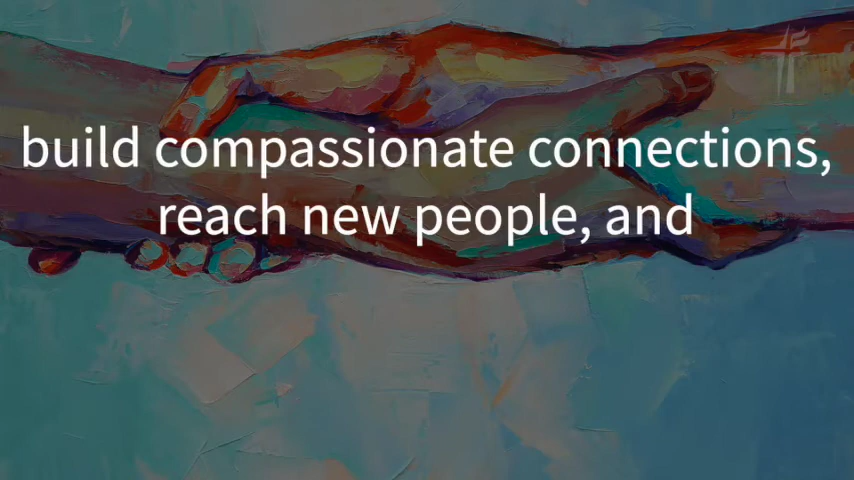 build compassionate connections,
reach new people, and